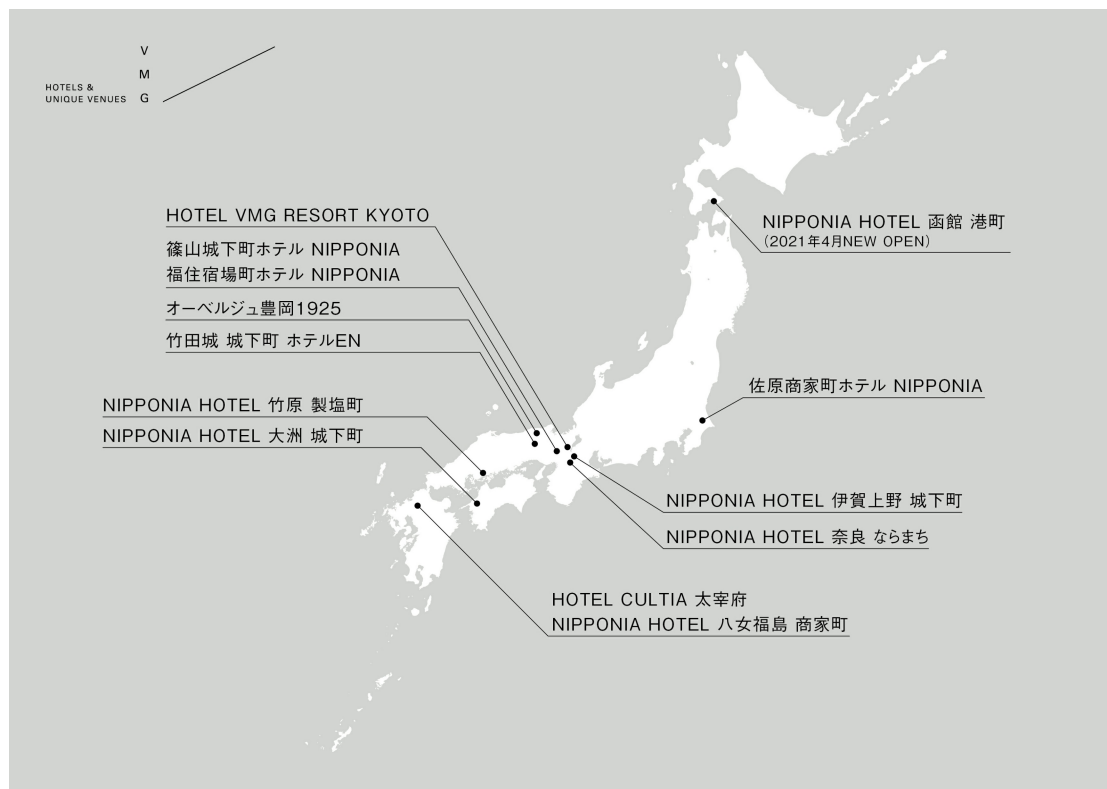 V
M
HOTELS &
UNIQUE VENUES G
HOTEL VMG RESORT KYOTO
篠山城下町ホテル NIPPONIA
福住宿場町ホテル NIPPONIA
オーベルジュ豊岡1925
竹田城 城下町 ホテルEN
NIPPONIA HOTEL 竹原 製塩町
NIPPONIA HOTEL 大洲 城下町
NIPPONIA HOTEL 函館 港町
(2021年4月NEW OPEN)
佐原商家町ホテル NIPPONIA
NIPPONIA HOTEL 伊賀上野 城下町
NIPPONIA HOTEL 奈良 ならまち
HOTEL CULTIA 太宰府
NIPPONIA HOTEL 八女福島 商家町